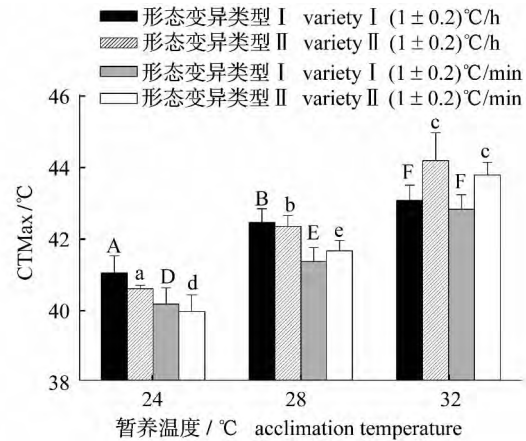 形态变异类型Ⅰ variety Ⅰ (1±0.2)℃/h
形态变异类型Ⅱ variety Ⅱ (1±0.2)℃/h
形态变异类型Ⅰ variety Ⅰ (1±0.2)℃/min
形态变异类型Ⅱ variety Ⅱ (1±0.2)℃/min
CTMax /℃
46
44
42
40
38
A a D d
B b E e
F c F c
24 28 32
暂养温度 / ℃ acclimation temperature